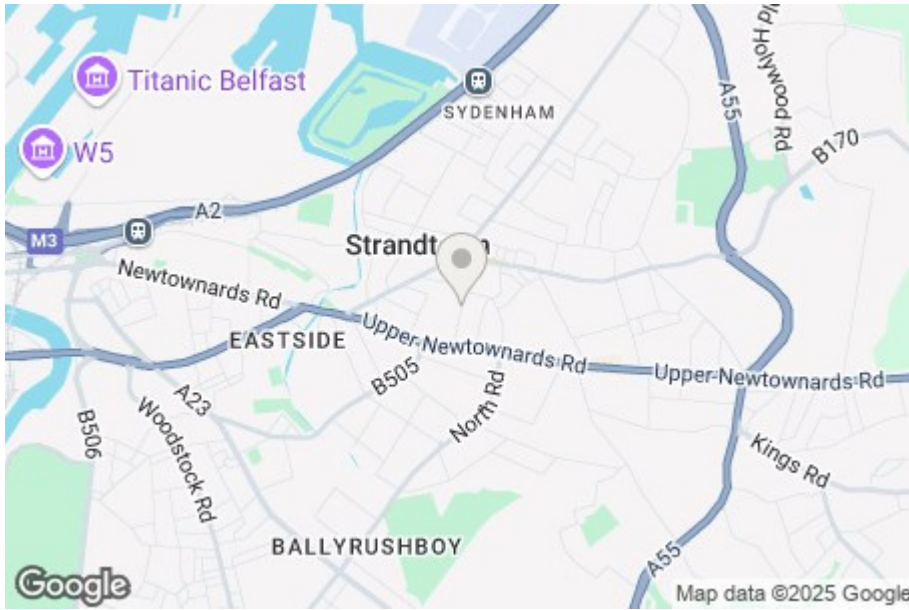 Titanic Belfast
W5
M3
A2
SYDENHAM
A55
Holywood Rd
B170
Newtownards Rd
EASTSIDE
Upper Newtownards Rd
Upper Newtownards Rd
B505
North Rd
A23
B506
Woodstock Rd
Kings Rd
BALLYRUSHBOY
A55
Google
Map data ©2025 Google